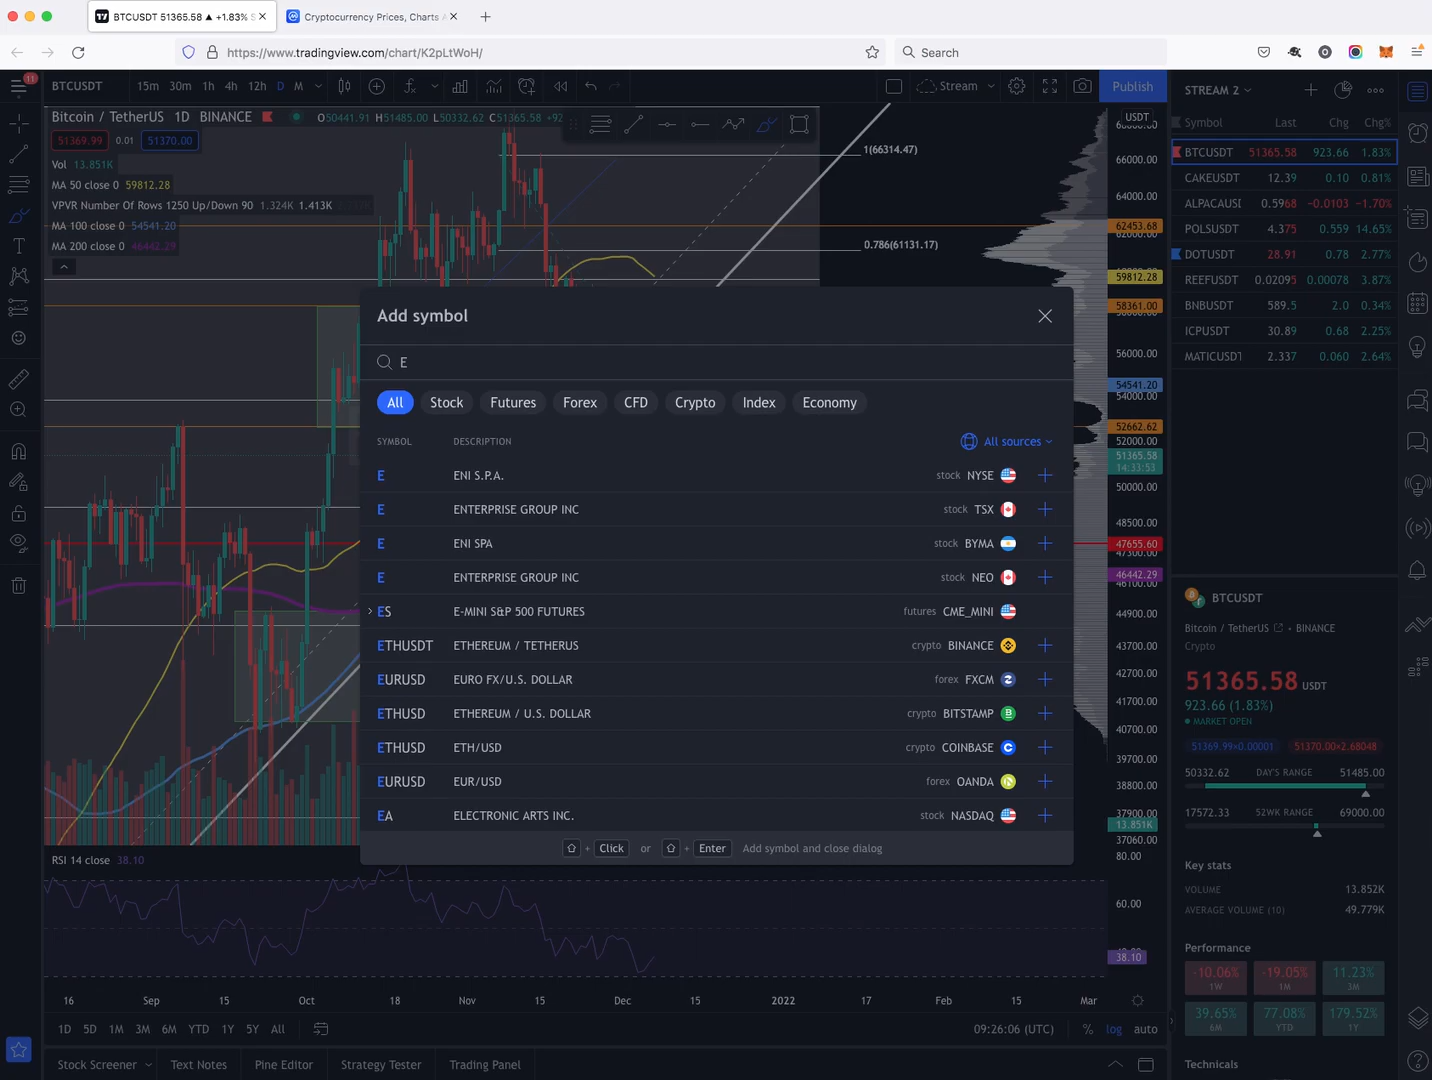 BTCUSDT 51365.58 ▲ +1.83% S
Cryptocurrency Prices, Charts A
https://www.tradingview.com/chart/K2pLtWoH/
Search
11
BTCUSDT 15m 30m 1h 4h 12h D M
Stream
Publish
STREAM 2
Bitcoin / TetherUS 1D BINANCE O50441.91 H51485.00 L50332.62 C51365.58 +92
USDT
51369.99 0.01 51370.00
Vol 13.851K
MA 50 close 0 59812.28
VPVR Number Of Rows 1250 Up/Down 90 1.324K 1.413K
MA 100 close 0 54541.20
MA 200 close 0 46442.29
1(66314.47)
0.786(61131.17)
Symbol Last Chg Chg%
BTCUSDT 51365.58 923.66 1.83%
CAKEUSDT 12.39 0.10 0.81%
ALPACAUSI 0.5968 −0.0103 −1.70%
POLSUSDT 4.375 0.559 14.65%
DOTUSDT 28.91 0.78 2.77%
REEFUSDT 0.02095 0.00078 3.87%
BNBUSDT 589.5 2.0 0.34%
ICPUSDT 30.89 0.68 2.25%
MATICUSDT 2.337 0.060 2.64%
66000.00
64000.00
62453.68
59812.28
58361.00
56000.00
54541.20
54000.00
52662.62
52000.00
51365.58
14:33:53
50000.00
48500.00
47655.60
47300.00
46442.29
44900.00
43700.00
42700.00
41700.00
40700.00
39700.00
38800.00
37900.00
13.851K
37060.00
80.00
60.00
38.10
Add symbol
E
All Stock Futures Forex CFD Crypto Index Economy
SYMBOL DESCRIPTION All sources
E ENI S.P.A. stock NYSE
E ENTERPRISE GROUP INC stock TSX
E ENI SPA stock BYMA
E ENTERPRISE GROUP INC stock NEO
ES E-MINI S&P 500 FUTURES futures CME_MINI
ETHUSDT ETHEREUM / TETHERUS crypto BINANCE
EURUSD EURO FX/U.S. DOLLAR forex FXCM
ETHUSD ETHEREUM / U.S. DOLLAR crypto BITSTAMP
ETHUSD ETH/USD crypto COINBASE
EURUSD EUR/USD forex OANDA
EA ELECTRONIC ARTS INC. stock NASDAQ
+ Click or + Enter Add symbol and close dialog
RSI 14 close 38.10
16 Sep 15 Oct 18 Nov 15 Dec 15 2022 17 Feb 15 Mar
1D 5D 1M 3M 6M YTD 1Y 5Y All
09:26:06 (UTC) % log auto
Stock Screener Text Notes Pine Editor Strategy Tester Trading Panel
BTCUSDT
Bitcoin / TetherUS • BINANCE
Crypto
51365.58 USDT
923.66 (1.83%)
MARKET OPEN
51369.99×0.00001 51370.00×2.68048
50332.62 DAY'S RANGE 51485.00
17572.33 52WK RANGE 69000.00
Key stats
VOLUME 13.852K
AVERAGE VOLUME (10) 49.779K
Performance
-10.06% -19.05% 11.23%
1W 1M 3M
39.65% 77.08% 179.52%
6M YTD 1Y
Technicals